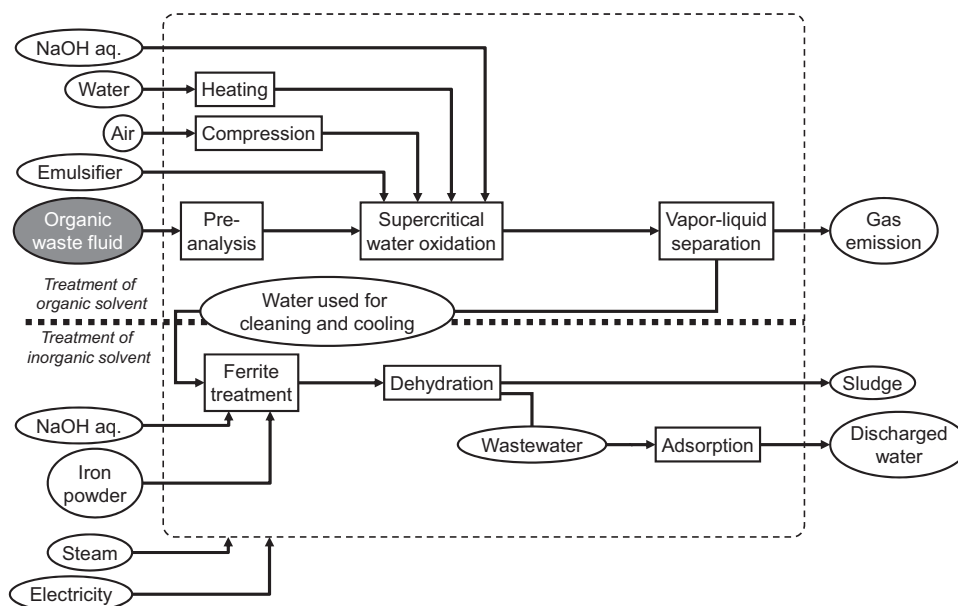 NaOH aq.
Water
Heating
Air
Compression
Emulsifier
Organic
waste fluid
Pre-
analysis
Supercritical
water oxidation
Vapor-liquid
separation
Gas
emission
Treatment of
organic solvent
Water used for
cleaning and cooling
Treatment of
inorganic solvent
Ferrite
treatment
Dehydration
Sludge
NaOH aq.
Wastewater
Adsorption
Discharged
water
Iron
powder
Steam
Electricity